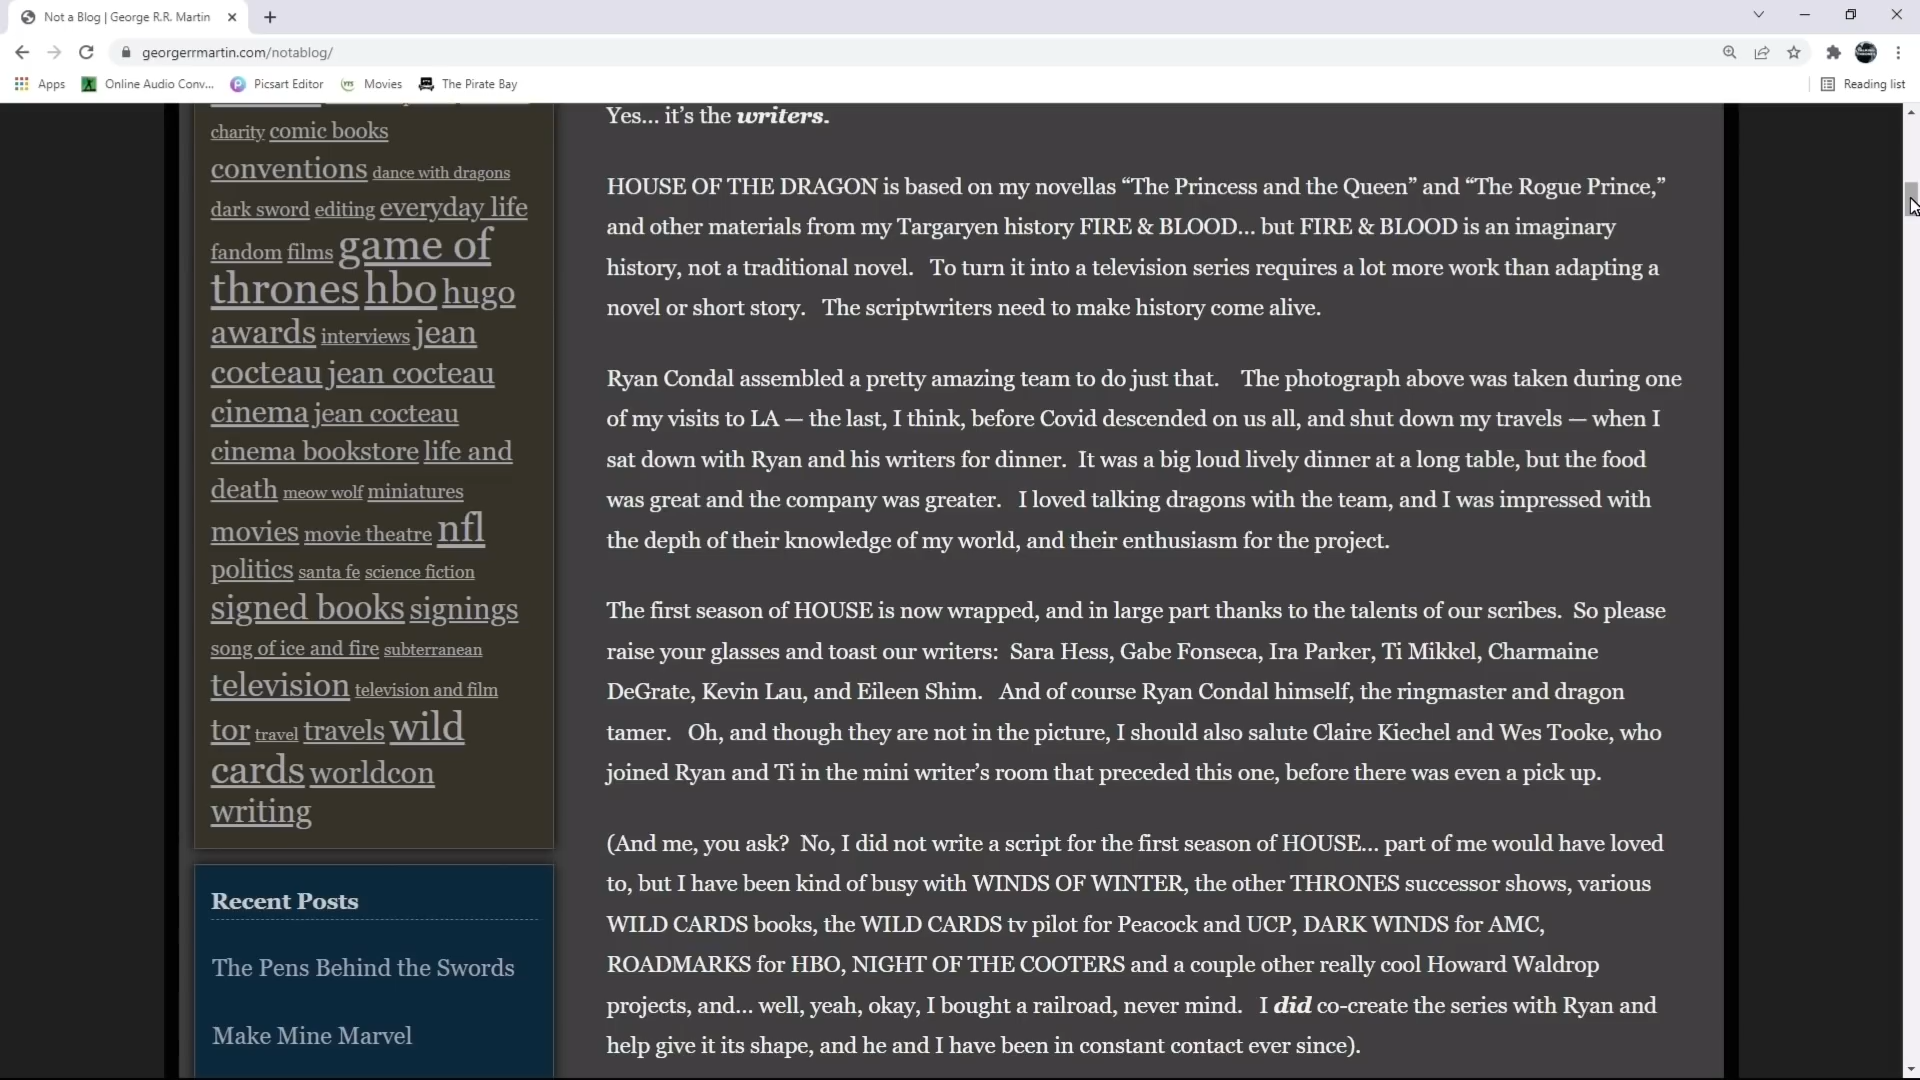 Not a Blog | George R.R. Martin
georgerrmartin.com/notablog/
Apps
Online Audio Conv...
Picsart Editor
Movies
The Pirate Bay
Reading list
charity comic books
conventions dance with dragons
dark sword editing everyday life
fandom films game of
thrones hbo hugo
awards interviews jean
cocteau jean cocteau
cinema jean cocteau
cinema bookstore life and
death meow wolf miniatures
movies movie theatre nfl
politics santa fe science fiction
signed books signings
song of ice and fire subterranean
television television and film
tor travel travels wild
cards worldcon
writing
Recent Posts
The Pens Behind the Swords
Make Mine Marvel
Yes… it’s the writers.
HOUSE OF THE DRAGON is based on my novellas “The Princess and the Queen” and “The Rogue Prince,”
and other materials from my Targaryen history FIRE & BLOOD… but FIRE & BLOOD is an imaginary
history, not a traditional novel. To turn it into a television series requires a lot more work than adapting a
novel or short story. The scriptwriters need to make history come alive.
Ryan Condal assembled a pretty amazing team to do just that. The photograph above was taken during one
of my visits to LA — the last, I think, before Covid descended on us all, and shut down my travels — when I
sat down with Ryan and his writers for dinner. It was a big loud lively dinner at a long table, but the food
was great and the company was greater. I loved talking dragons with the team, and I was impressed with
the depth of their knowledge of my world, and their enthusiasm for the project.
The first season of HOUSE is now wrapped, and in large part thanks to the talents of our scribes. So please
raise your glasses and toast our writers: Sara Hess, Gabe Fonseca, Ira Parker, Ti Mikkel, Charmaine
DeGrate, Kevin Lau, and Eileen Shim. And of course Ryan Condal himself, the ringmaster and dragon
tamer. Oh, and though they are not in the picture, I should also salute Claire Kiechel and Wes Tooke, who
joined Ryan and Ti in the mini writer’s room that preceded this one, before there was even a pick up.
(And me, you ask? No, I did not write a script for the first season of HOUSE… part of me would have loved
to, but I have been kind of busy with WINDS OF WINTER, the other THRONES successor shows, various
WILD CARDS books, the WILD CARDS tv pilot for Peacock and UCP, DARK WINDS for AMC,
ROADMARKS for HBO, NIGHT OF THE COOTERS and a couple other really cool Howard Waldrop
projects, and… well, yeah, okay, I bought a railroad, never mind. I did co-create the series with Ryan and
help give it its shape, and he and I have been in constant contact ever since).